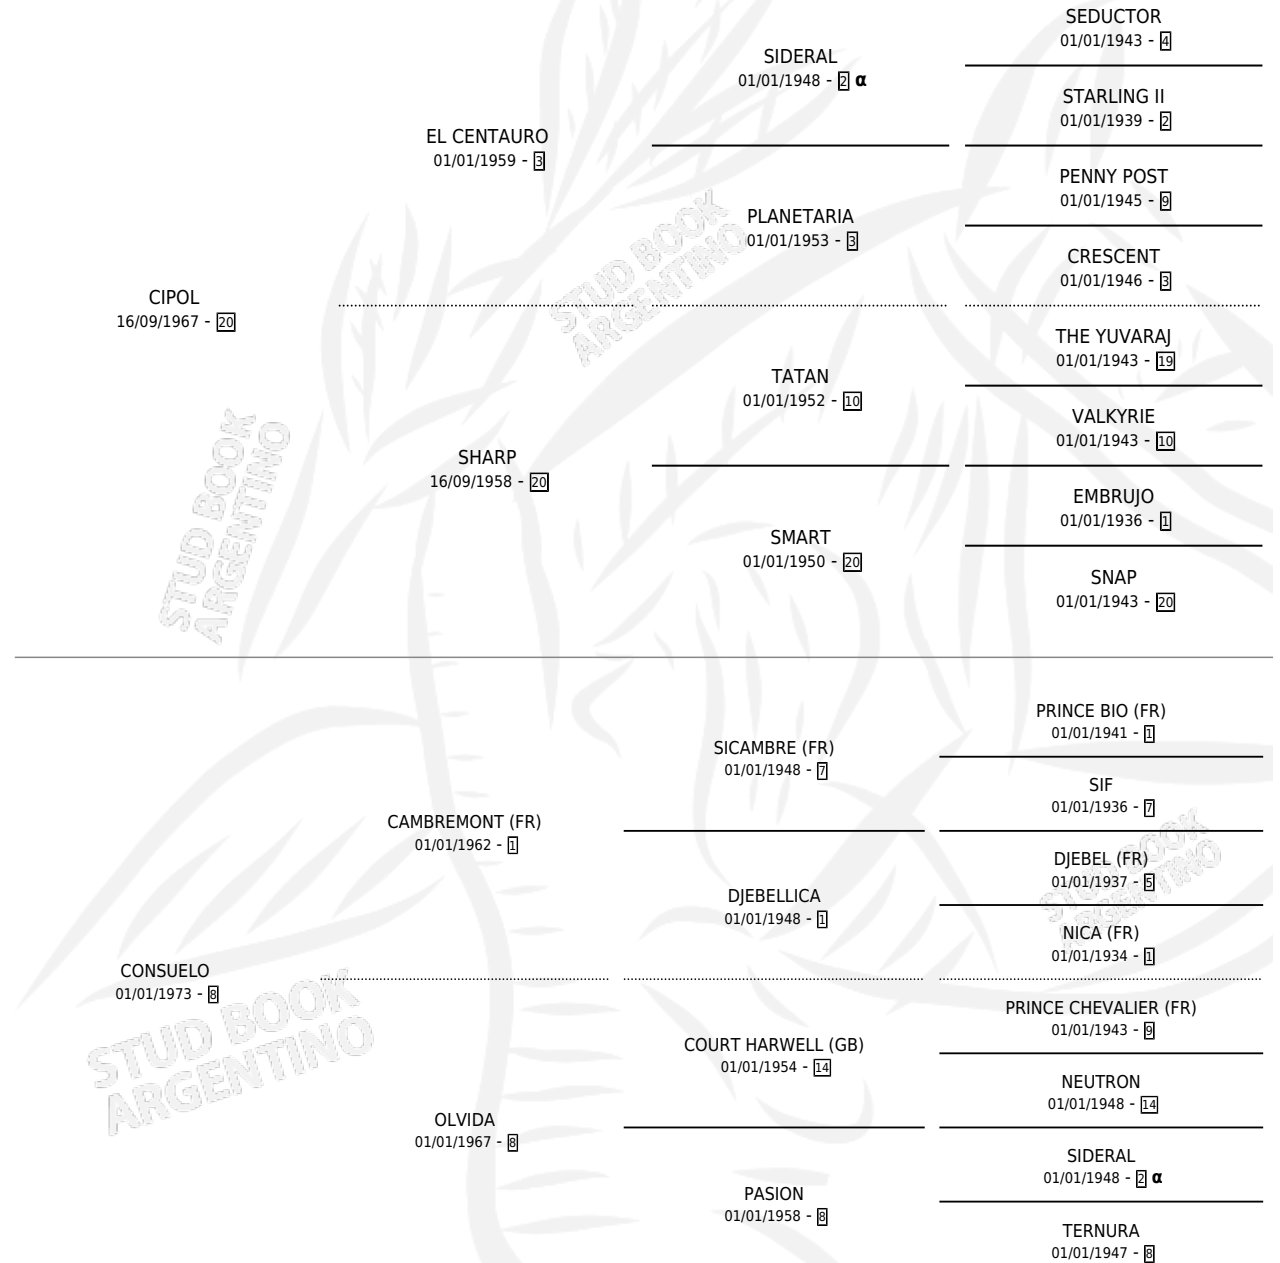 SEDUCTOR
01/01/1943 - 4
SIDERAL
01/01/1948 - 2 α
STARLING II
01/01/1939 - 2
EL CENTAURO
01/01/1959 - 3
PENNY POST
01/01/1945 - 9
PLANETARIA
01/01/1953 - 3
CRESCENT
01/01/1946 - 3
CIPOL
16/09/1967 - 20
THE YUVARAJ
01/01/1943 - 19
TATAN
01/01/1952 - 10
VALKYRIE
01/01/1943 - 10
SHARP
16/09/1958 - 20
EMBRUJO
01/01/1936 - 1
SMART
01/01/1950 - 20
SNAP
01/01/1943 - 20
PRINCE BIO (FR)
01/01/1941 - 1
SICAMBRE (FR)
01/01/1948 - 7
SIF
01/01/1936 - 7
CAMBREMONT (FR)
01/01/1962 - 1
DJEBEL (FR)
01/01/1937 - 5
DJEBELLICA
01/01/1948 - 1
NICA (FR)
01/01/1934 - 1
CONSUELO
01/01/1973 - 8
PRINCE CHEVALIER (FR)
01/01/1943 - 9
COURT HARWELL (GB)
01/01/1954 - 14
NEUTRON
01/01/1948 - 14
OLVIDA
01/01/1967 - 8
SIDERAL
01/01/1948 - 2 α
PASION
01/01/1958 - 8
TERNURA
01/01/1947 - 8
STUD BOOK
ARGENTINO
STUD BOOK
ARGENTINO
STUD BOOK
ARGENTINO
STUD BOOK
ARGENTINO